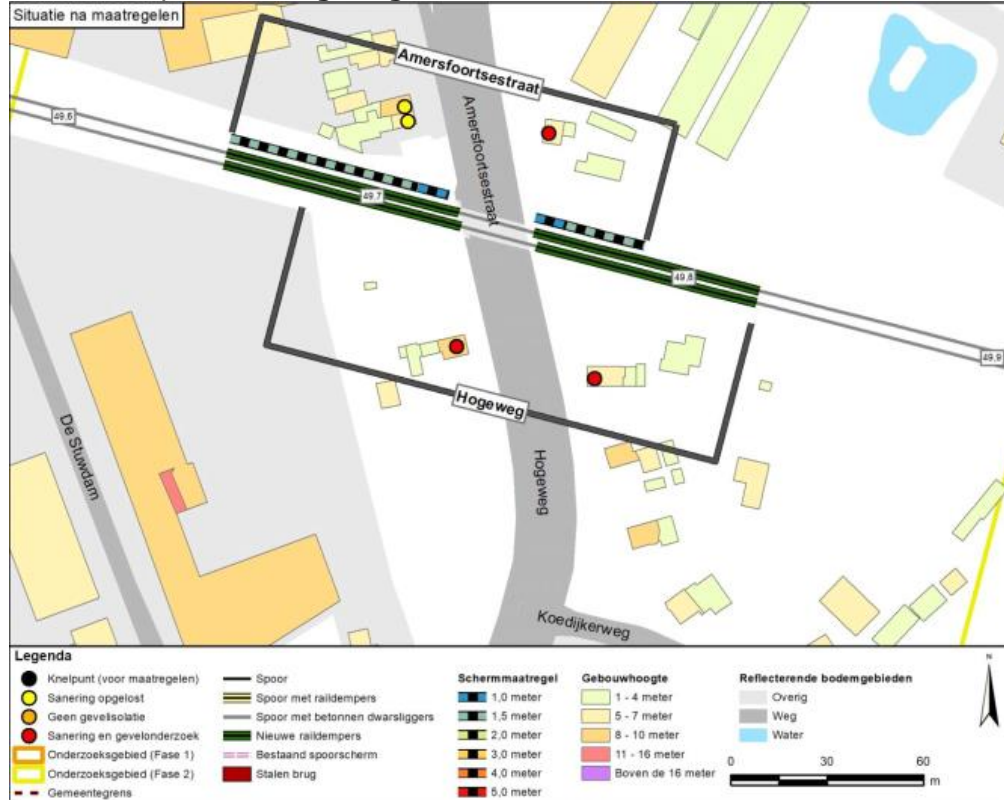 Situatie na maatregelen
Amersfoortsestraat
Amersfoortsestraat
49,6
49,7
49,8
49,9
Hogeweg
Hogeweg
De Stuwdam
Koedijkerweg
Legenda
Knelpunt (voor maatregelen)
Sanering opgelost
Geen gevelisolatie
Sanering en gevelonderzoek
Onderzoeksgebied (Fase 1)
Onderzoeksgebied (Fase 2)
Gemeentegrens
Spoor
Spoor met raildempers
Spoor met betonnen dwarsliggers
Nieuwe raildempers
Bestaand spoorscherm
Stalen brug
Schermmaatregel
1,0 meter
1,5 meter
2,0 meter
3,0 meter
4,0 meter
5,0 meter
Gebouwhoogte
1 - 4 meter
5 - 7 meter
8 - 10 meter
11 - 16 meter
Boven de 16 meter
Reflecterende bodemgebieden
Overig
Weg
Water
N
0 30 60
m